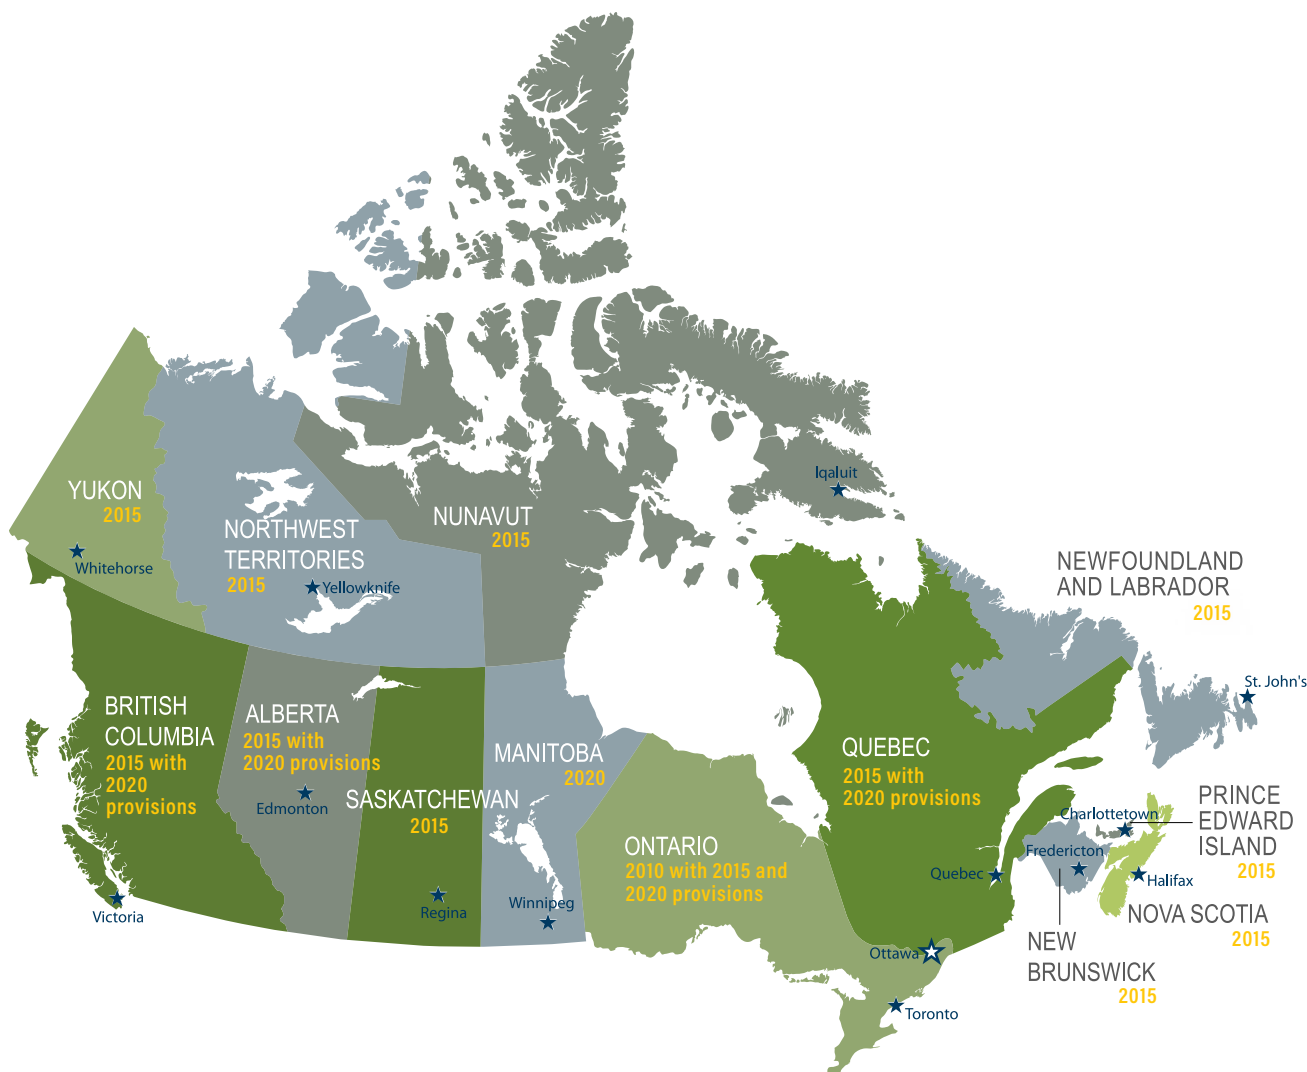 YUKON
2015
Whitehorse
NORTHWEST
TERRITORIES
2015
Yellowknife
NUNAVUT
2015
Iqaluit
NEWFOUNDLAND
AND LABRADOR
2015
St. John's
BRITISH
COLUMBIA
2015 with
2020
provisions
Victoria
ALBERTA
2015 with
2020 provisions
Edmonton
SASKATCHEWAN
2015
Regina
MANITOBA
2020
Winnipeg
ONTARIO
2010 with 2015 and
2020 provisions
Ottawa
Toronto
QUEBEC
2015 with
2020 provisions
Quebec
Charlottetown
PRINCE
EDWARD
ISLAND
2015
Fredericton
Halifax
NOVA SCOTIA
2015
NEW
BRUNSWICK
2015